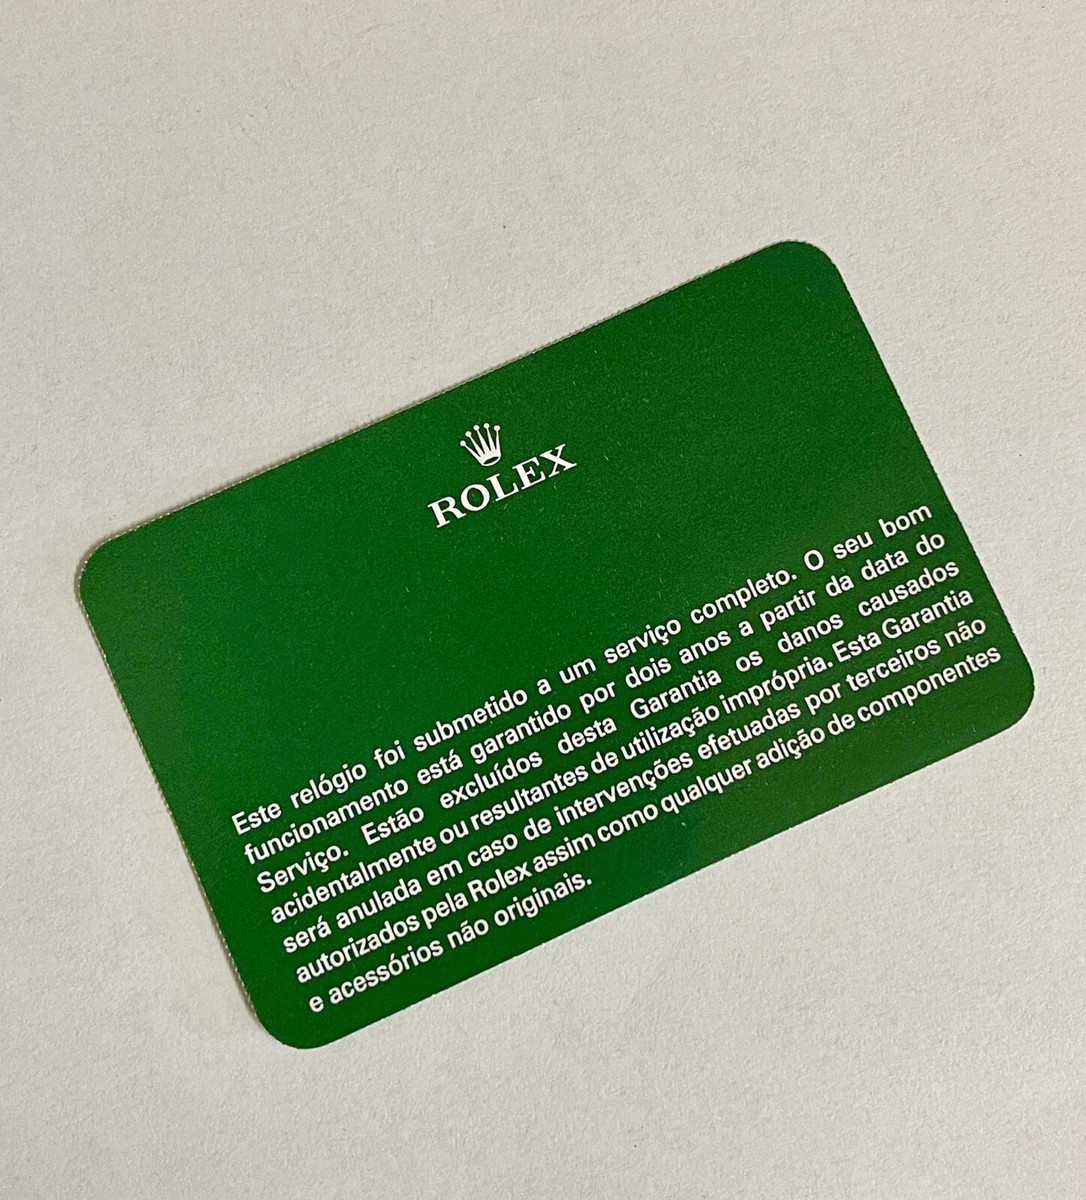 ROLEX
Este relógio foi submetido a um serviço completo. O seu bom
funcionamento está garantido por dois anos a partir da data do
Serviço. Estão excluídos desta Garantia os danos causados
acidentalmente ou resultantes de utilização imprópria. Esta Garantia
será anulada em caso de intervenções efetuadas por terceiros não
autorizados pela Rolex assim como qualquer adição de componentes
e acessórios não originais.